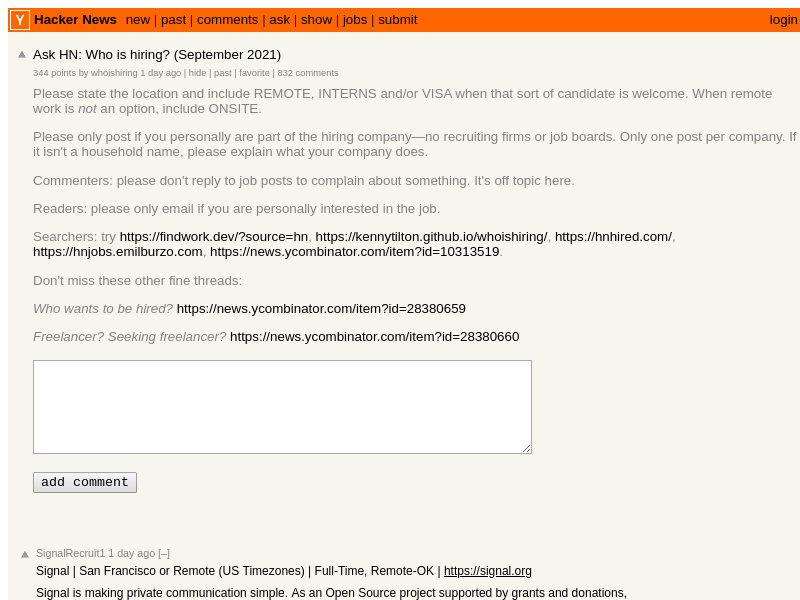 Y Hacker News new | past | comments | ask | show | jobs | submit login
Ask HN: Who is hiring? (September 2021)
344 points by whoishiring 1 day ago | hide | past | favorite | 832 comments
Please state the location and include REMOTE, INTERNS and/or VISA when that sort of candidate is welcome. When remote
work is not an option, include ONSITE.
Please only post if you personally are part of the hiring company—no recruiting firms or job boards. Only one post per company. If
it isn't a household name, please explain what your company does.
Commenters: please don't reply to job posts to complain about something. It's off topic here.
Readers: please only email if you are personally interested in the job.
Searchers: try https://findwork.dev/?source=hn, https://kennytilton.github.io/whoishiring/, https://hnhired.com/,
https://hnjobs.emilburzo.com, https://news.ycombinator.com/item?id=10313519.
Don't miss these other fine threads:
Who wants to be hired? https://news.ycombinator.com/item?id=28380659
Freelancer? Seeking freelancer? https://news.ycombinator.com/item?id=28380660
add comment
SignalRecruit1 1 day ago [–]
Signal | San Francisco or Remote (US Timezones) | Full-Time, Remote-OK | https://signal.org
Signal is making private communication simple. As an Open Source project supported by grants and donations,